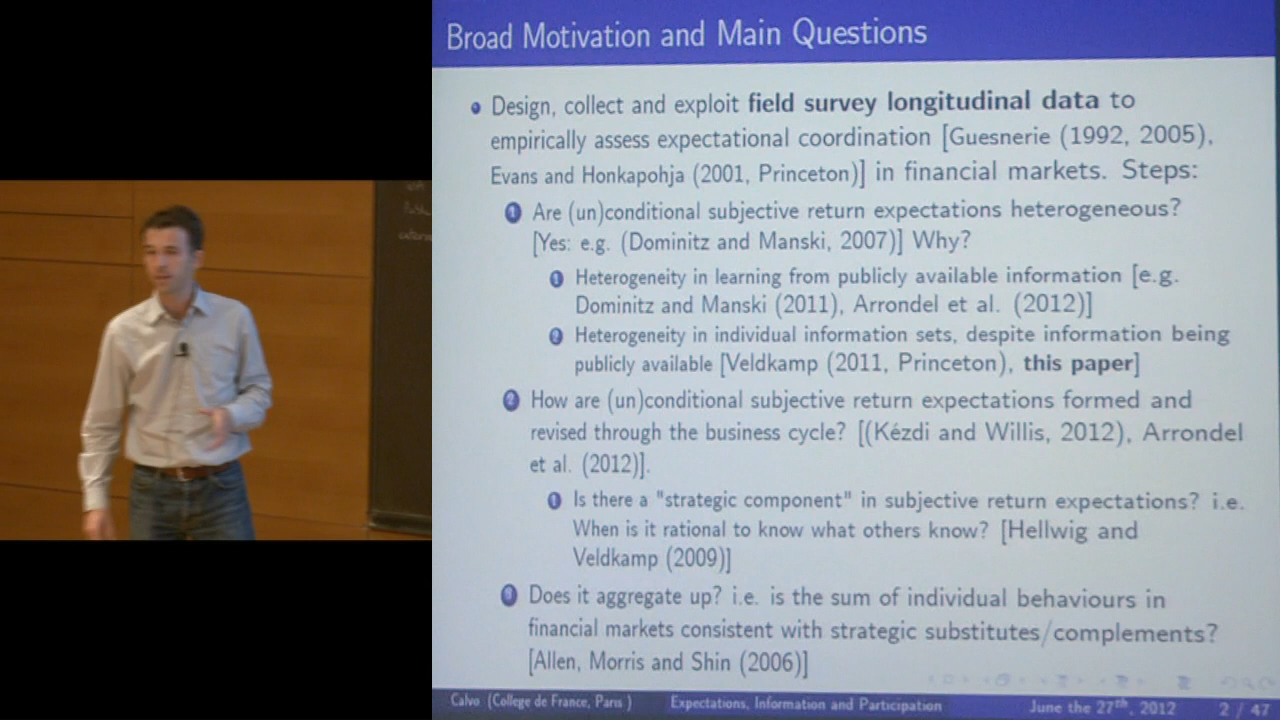 Broad Motivation and Main Questions
Design, collect and exploit field survey longitudinal data to
empirically assess expectational coordination [Guesnerie (1992, 2005),
Evans and Honkapohja (2001, Princeton)] in financial markets. Steps:
1 Are (un)conditional subjective return expectations heterogeneous?
[Yes: e.g. (Dominitz and Manski, 2007)] Why?
1 Heterogeneity in learning from publicly available information [e.g.
Dominitz and Manski (2011), Arrondel et al. (2012)]
2 Heterogeneity in individual information sets, despite information being
publicly available [Veldkamp (2011, Princeton), this paper]
2 How are (un)conditional subjective return expectations formed and
revised through the business cycle? [(Kézdi and Willis, 2012), Arrondel
et al. (2012)].
1 Is there a "strategic component" in subjective return expectations? i.e.
When is it rational to know what others know? [Hellwig and
Veldkamp (2009)]
3 Does it aggregate up? i.e. is the sum of individual behaviours in
financial markets consistent with strategic substitutes/complements?
[Allen, Morris and Shin (2006)]
Calvo (College de France, Paris ) Expectations, Information and Participation June the 27th, 2012 2 / 47